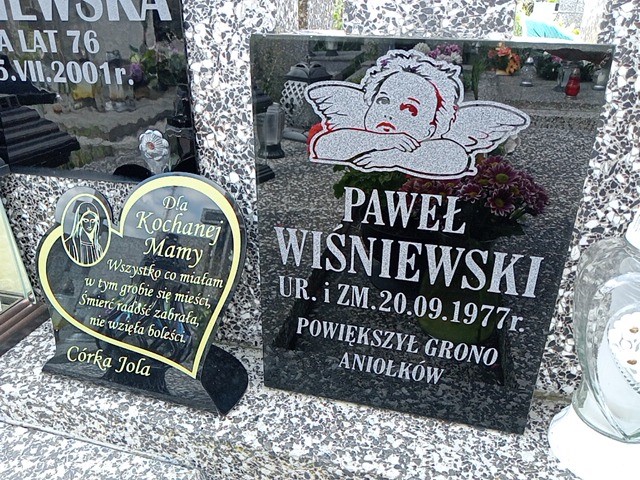 IEWSKA
A LAT 76
5.VII.2001r.
Dla
Kochanej
Mamy
Wszystko co miałam
w tym grobie się mieści,
Śmierć radość zabrała,
nie wzięła boleści.
Córka Jola
PAWEŁ
WIŚNIEWSKI
UR. i ZM. 20.09.1977r.
POWIĘKSZYŁ GRONO
ANIOŁKÓW